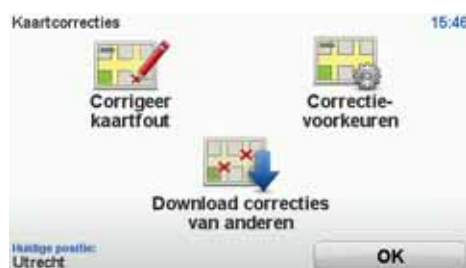 Kaartcorrecties 15:46
Corrigeer
kaartfout
Correctie-
voorkeuren
Download correcties
van anderen
Huidige positie:
Utrecht
OK